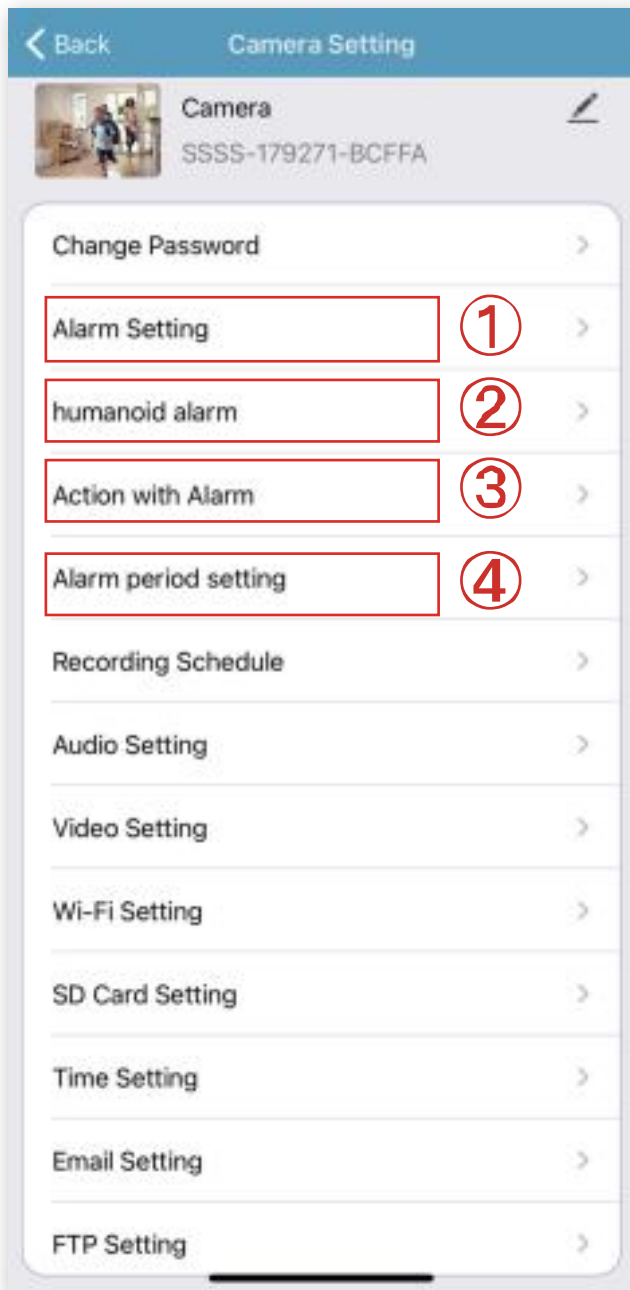 Back Camera Setting
Camera
SSSS-179271-BCFFA
Change Password
Alarm Setting ①
humanoid alarm ②
Action with Alarm ③
Alarm period setting ④
Recording Schedule
Audio Setting
Video Setting
Wi-Fi Setting
SD Card Setting
Time Setting
Email Setting
FTP Setting